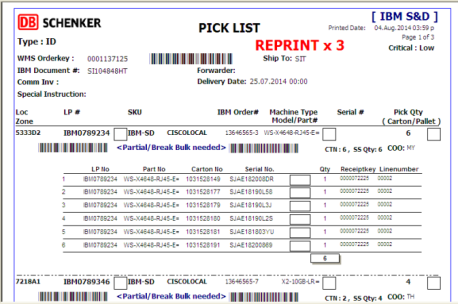 DB SCHENKER
PICK LIST
[ IBM S&D ]
Printed Date: 04.Aug.2014 03:59 p
Page 1 of 3
Type : ID
REPRINT x 3
Critical : Low
WMS Orderkey : 0001137125
Ship To: SIT
IBM Document #: SI104848HT
Forwarder:
Comm Inv :
Delivery Date: 25.07.2014 00:00
Special Instruction:
Loc Zone LP # SKU IBM Order# Machine Type Model/Part# Serial # Pick Qty ( Carton/Pallet )
5333D2 IBM0789234 IBM-SD CISCOLOCAL 13646565-3 WS-X4648-RJ45-E= 6
<Partial/Break Bulk needed> CTN : 6 , SS Qty: 6 COO: MY
LP No Part No Carton No Serial No. Qty Receiptkey Linenumber
1 IBM0789234 WS-X4648-RJ45-E= 1031528149 SJAE182008DR 1 0000072225 00002
2 IBM0789234 WS-X4648-RJ45-E= 1031528177 SJAE18190L58 1 0000072225 00002
3 IBM0789234 WS-X4648-RJ45-E= 1031528179 SJAE18190L3J 1 0000072225 00002
4 IBM0789234 WS-X4648-RJ45-E= 1031528180 SJAE18190L2S 1 0000072225 00002
5 IBM0789234 WS-X4648-RJ45-E= 1031528181 SJAE181803YU 1 0000072225 00002
6 IBM0789234 WS-X4648-RJ45-E= 1031528191 SJAE18200869 1 0000072225 00002
6
7218A1 IBM0789346 IBM-SD CISCOLOCAL 13646565-7 X2-10GB-LR= 4
<Partial/Break Bulk needed> CTN : 2 , SS Qty: 4 COO: TH